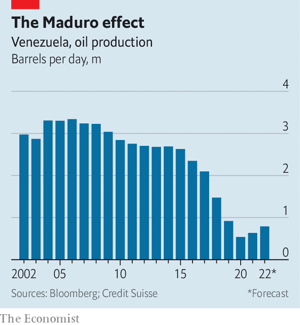 The Maduro effect
Venezuela, oil production
Barrels per day, m
4
3
2
1
0
2002 05 10 15 20 22*
Sources: Bloomberg; Credit Suisse *Forecast
The Economist